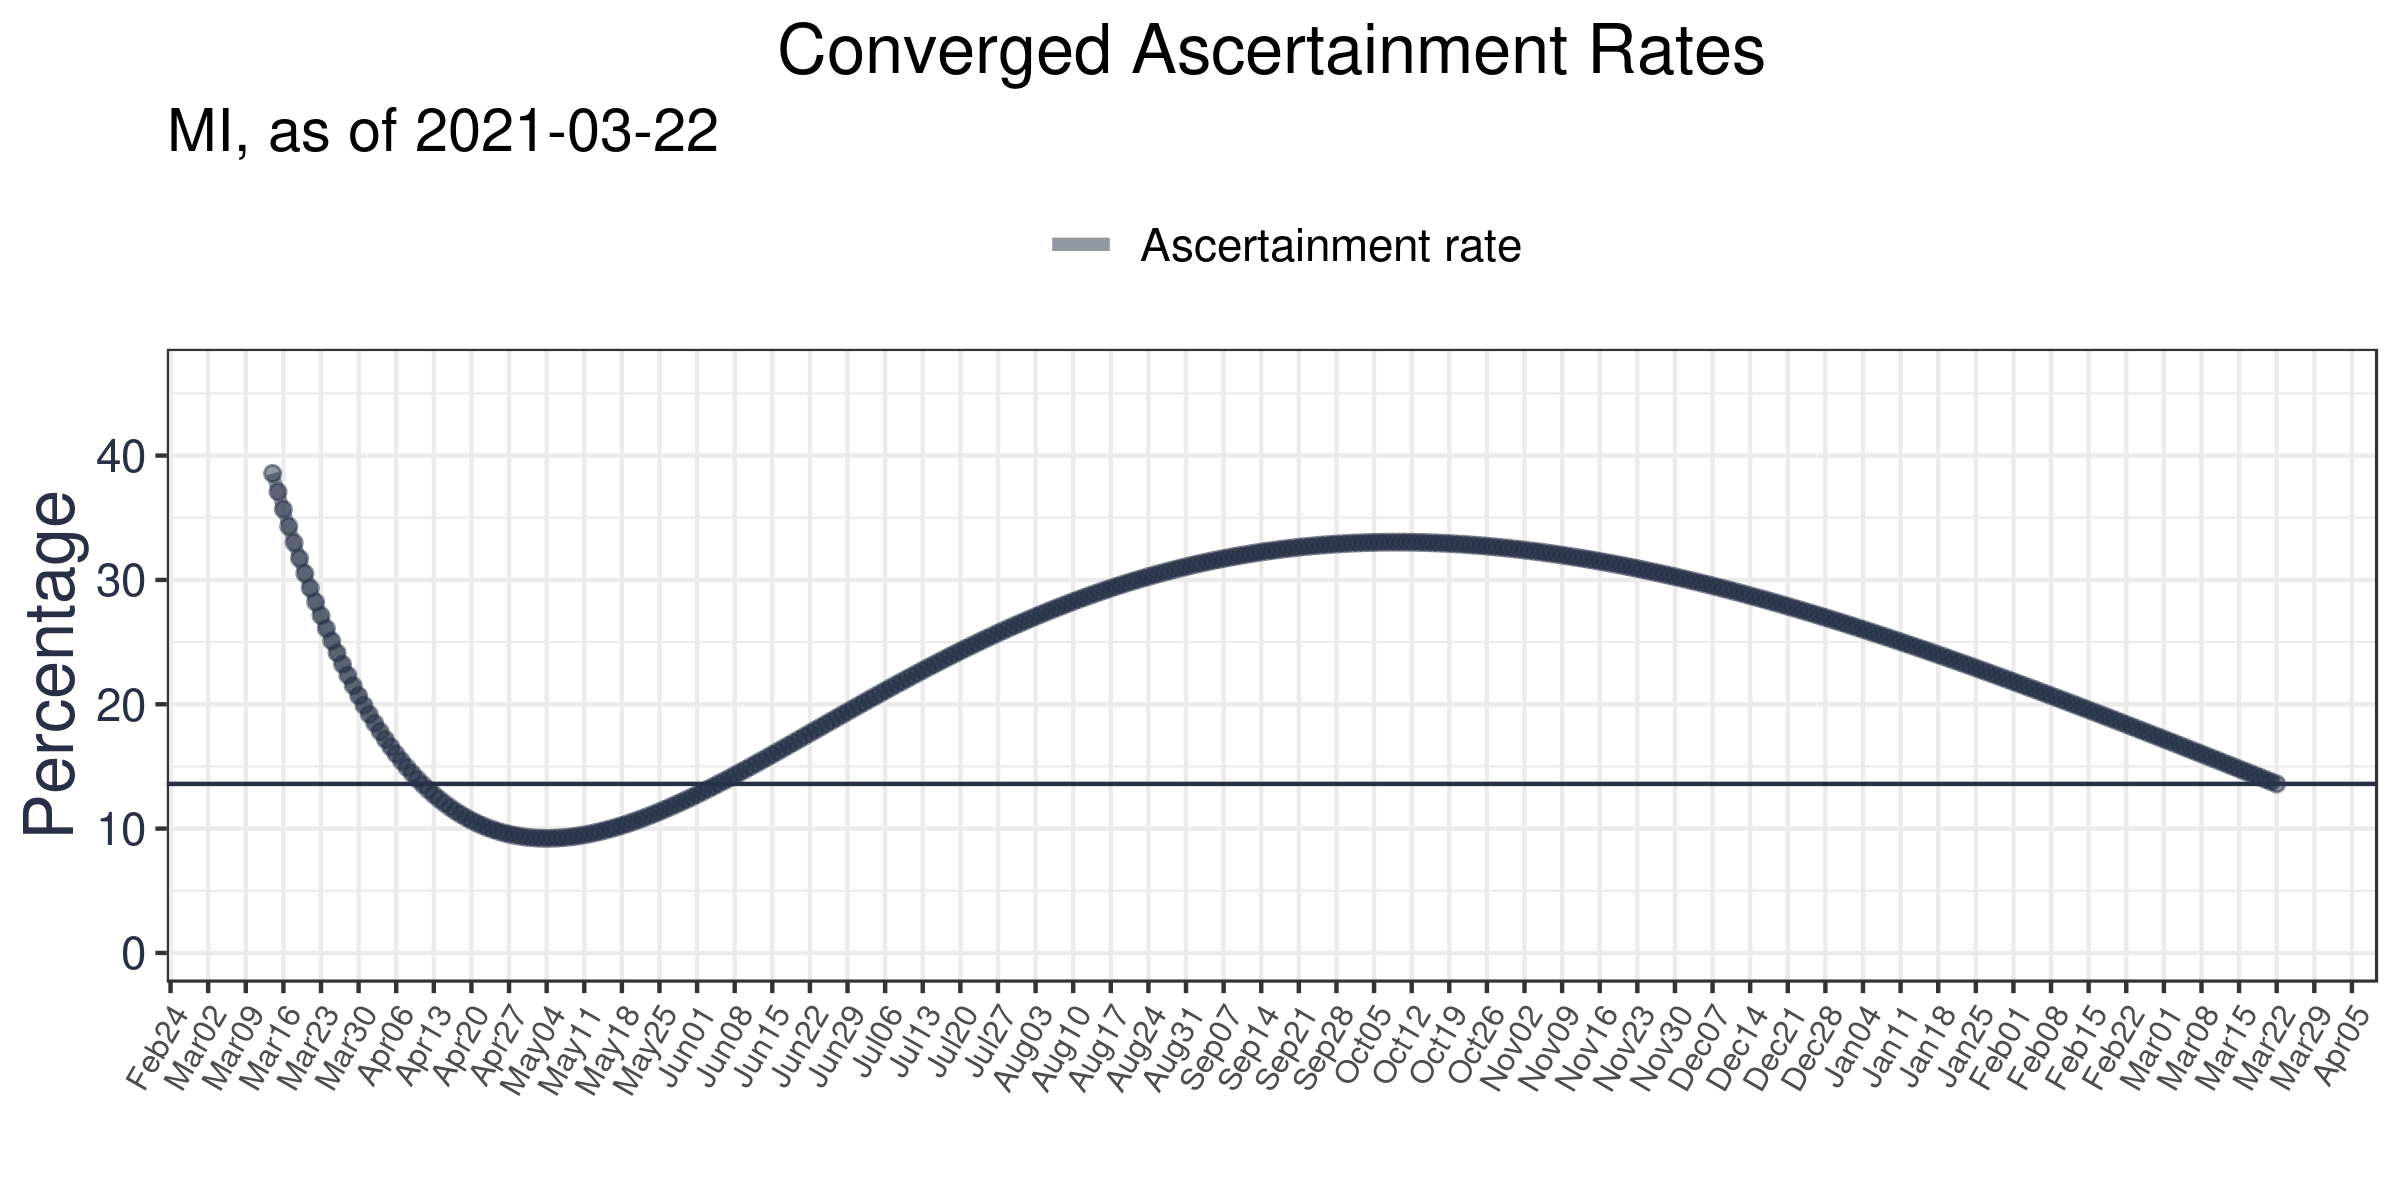 Converged Ascertainment Rates
MI, as of 2021-03-22
Ascertainment rate
Percentage
40
30
20
10
0
Feb24
Mar02
Mar09
Mar16
Mar23
Mar30
Apr06
Apr13
Apr20
Apr27
May04
May11
May18
May25
Jun01
Jun08
Jun15
Jun22
Jun29
Jul06
Jul13
Jul20
Jul27
Aug03
Aug10
Aug17
Aug24
Aug31
Sep07
Sep14
Sep21
Sep28
Oct05
Oct12
Oct19
Oct26
Nov02
Nov09
Nov16
Nov23
Nov30
Dec07
Dec14
Dec21
Dec28
Jan04
Jan11
Jan18
Jan25
Feb01
Feb08
Feb15
Feb22
Mar01
Mar08
Mar15
Mar22
Mar29
Apr05